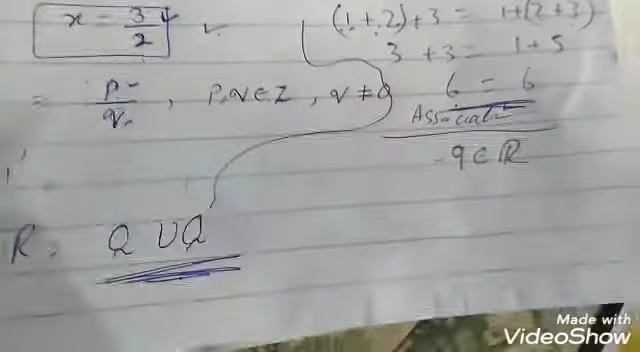 x = 3/2
(1+2)+3 = 1+(2+3)
3 + 3 = 1+5
6 = 6
= p/q, p,q ∈ Z, q ≠ 0
-9 ∈ ℝ
R = Q ∪ Q
Made with
VideoShow